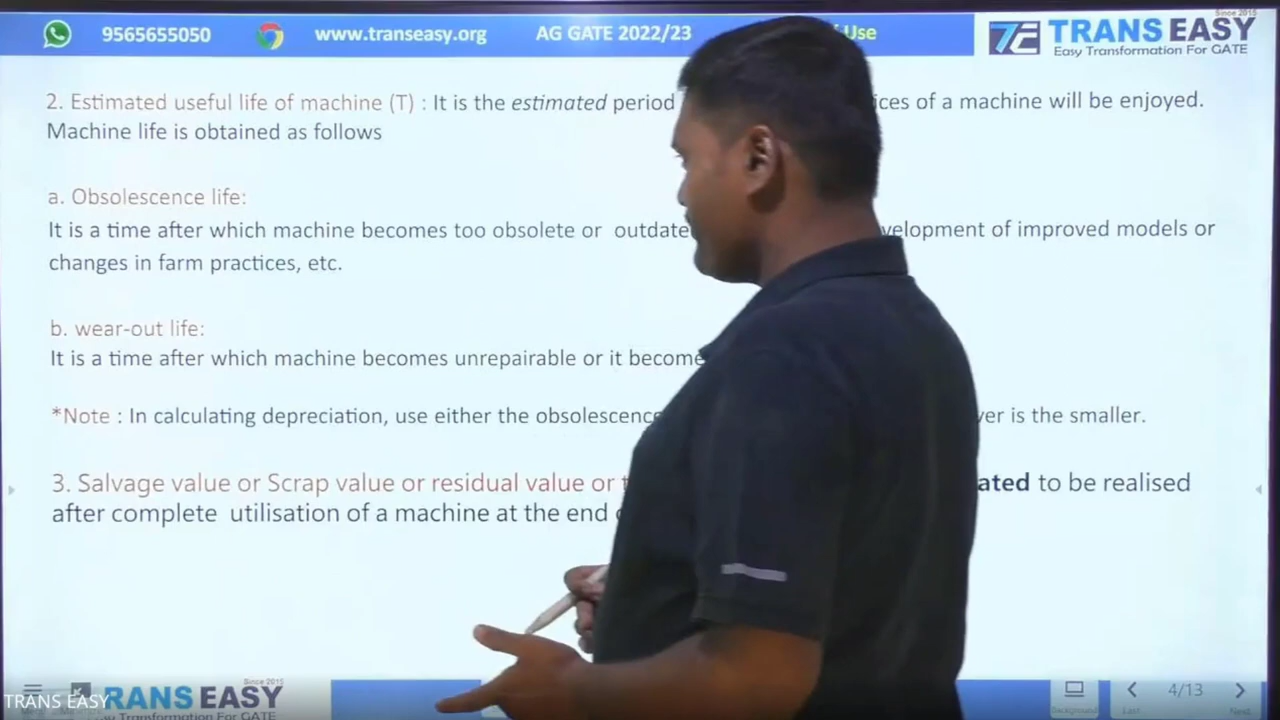 9565655050 www.transeasy.org AG GATE 2022/23 Use
Since 2015
TRANS EASY
Easy Transformation For GATE
2. Estimated useful life of machine (T) : It is the estimated period ices of a machine will be enjoyed.
Machine life is obtained as follows
a. Obsolescence life:
It is a time after which machine becomes too obsolete or outdate velopment of improved models or
changes in farm practices, etc.
b. wear-out life:
It is a time after which machine becomes unrepairable or it become
*Note : In calculating depreciation, use either the obsolescence ver is the smaller.
3. Salvage value or Scrap value or residual value or t ated to be realised
after complete utilisation of a machine at the end
Since 2015
TRANS EASY
TRANS EASY
Transformation For GATE
Background
4/13
Last Next